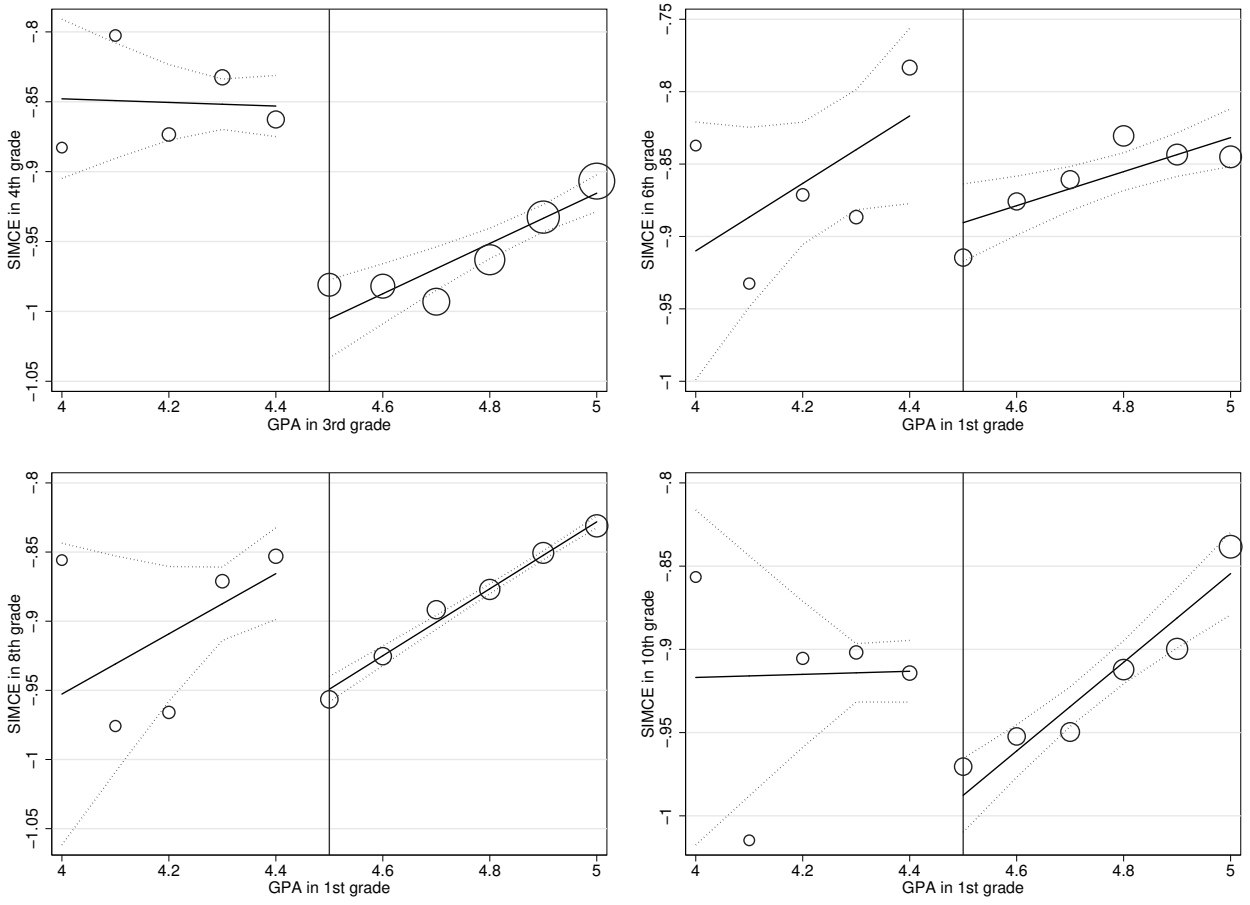 SIMCE in 4th grade
−.8
−.85
−.9
−.95
−1
−1.05
4 4.2 4.4 4.6 4.8 5
GPA in 3rd grade
SIMCE in 6th grade
−.75
−.8
−.85
−.9
−.95
−1
4 4.2 4.4 4.6 4.8 5
GPA in 1st grade
SIMCE in 8th grade
−.8
−.85
−.9
−.95
−1
−1.05
4 4.2 4.4 4.6 4.8 5
GPA in 1st grade
SIMCE in 10th grade
−.8
−.85
−.9
−.95
−1
4 4.2 4.4 4.6 4.8 5
GPA in 1st grade